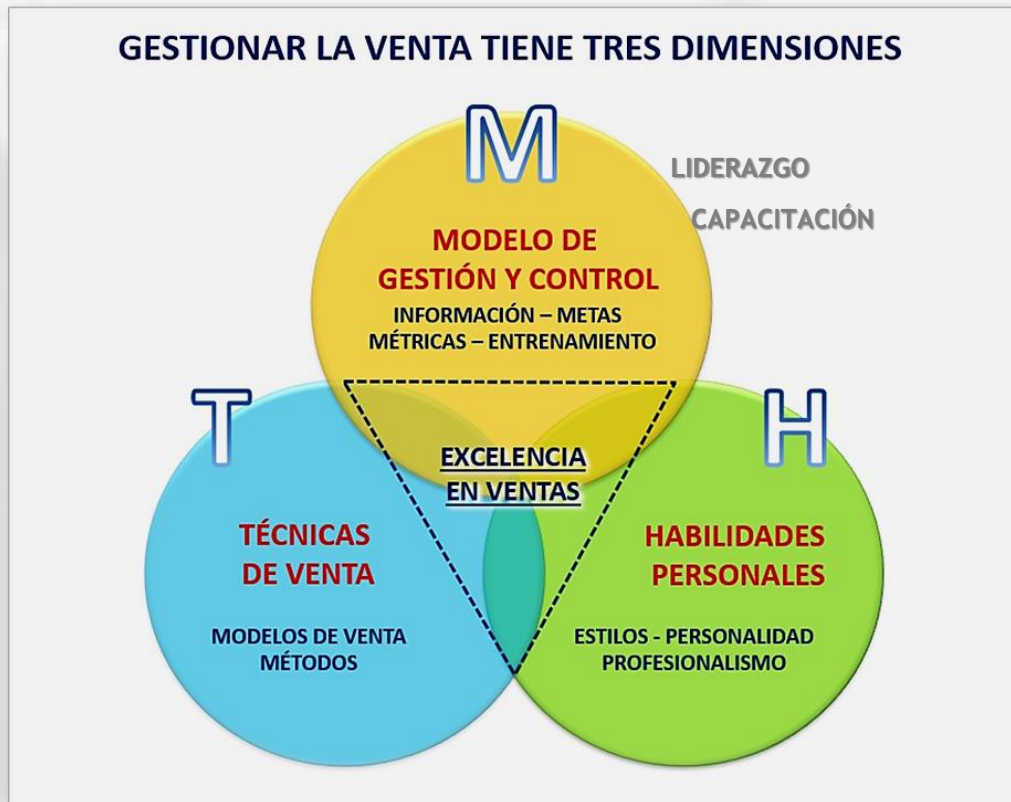 GESTIONAR LA VENTA TIENE TRES DIMENSIONES
M
LIDERAZGO
CAPACITACIÓN
MODELO DE
GESTIÓN Y CONTROL
INFORMACIÓN – METAS
MÉTRICAS – ENTRENAMIENTO
T
H
EXCELENCIA
EN VENTAS
TÉCNICAS
DE VENTA
MODELOS DE VENTA
MÉTODOS
HABILIDADES
PERSONALES
ESTILOS - PERSONALIDAD
PROFESIONALISMO